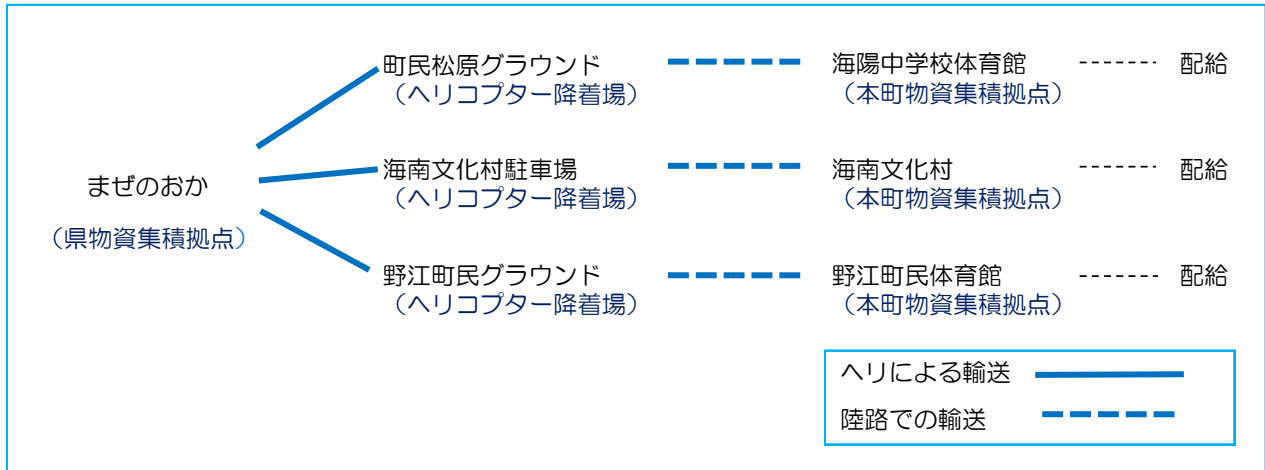 町民松原グラウンド
(ヘリコプター降着場)
海陽中学校体育館
(本町物資集積拠点)
配給
まぜのおか
(県物資集積拠点)
海南文化村駐車場
(ヘリコプター降着場)
海南文化村
(本町物資集積拠点)
配給
野江町民グラウンド
(ヘリコプター降着場)
野江町民体育館
(本町物資集積拠点)
配給
ヘリによる輸送
陸路での輸送